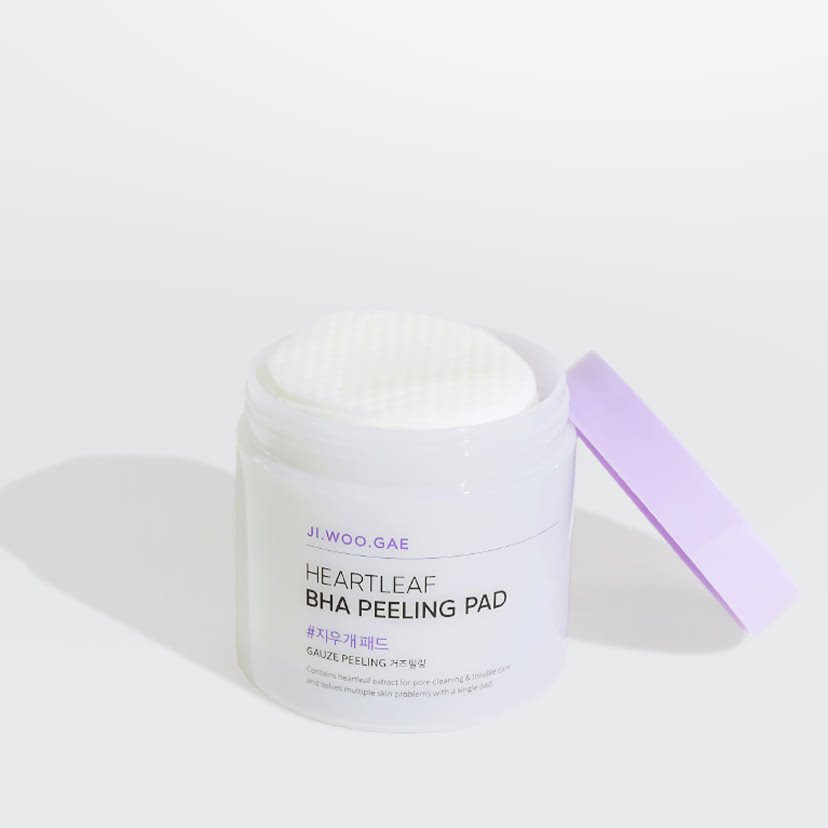 JI.WOO.GAE
HEARTLEAF
BHA PEELING PAD
#지우개 패드
GAUZE PEELING 거즈필링
Contains heartleaf extract for pore cleaning & trouble care
and solves multiple skin problems with a single pad.